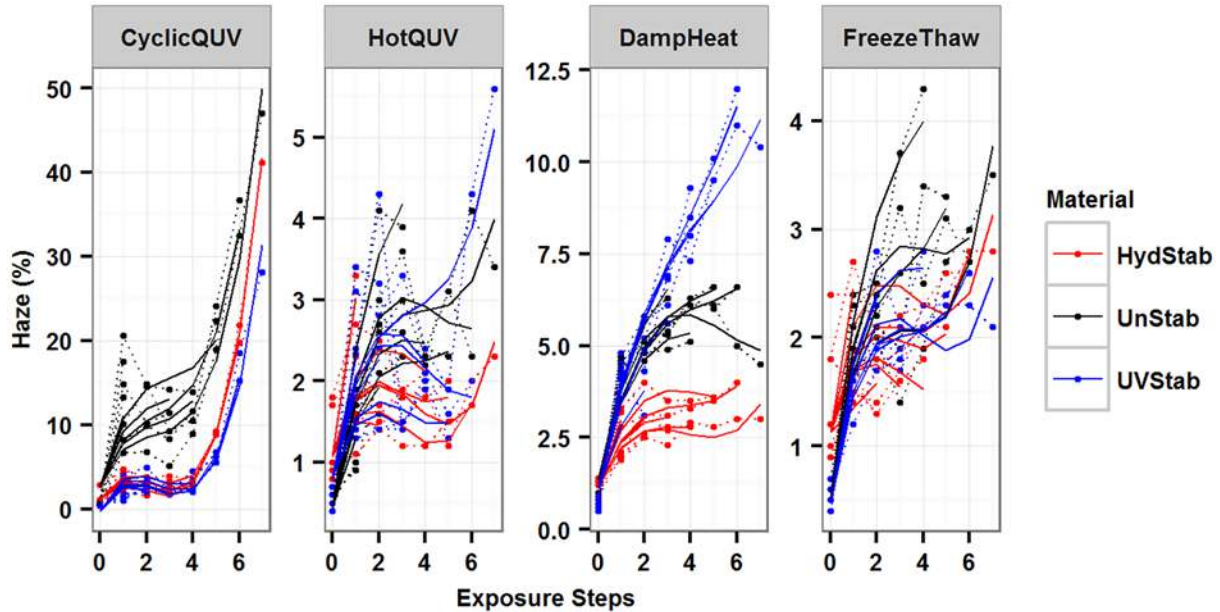 CyclicQUV HotQUV DampHeat FreezeThaw
Haze (%)
50
40
30
20
10
0
5
4
3
2
1
12.5
10.0
7.5
5.0
2.5
0.0
4
3
2
1
0 2 4 6 0 2 4 6 0 2 4 6 0 2 4 6
Exposure Steps
Material
HydStab
UnStab
UVStab